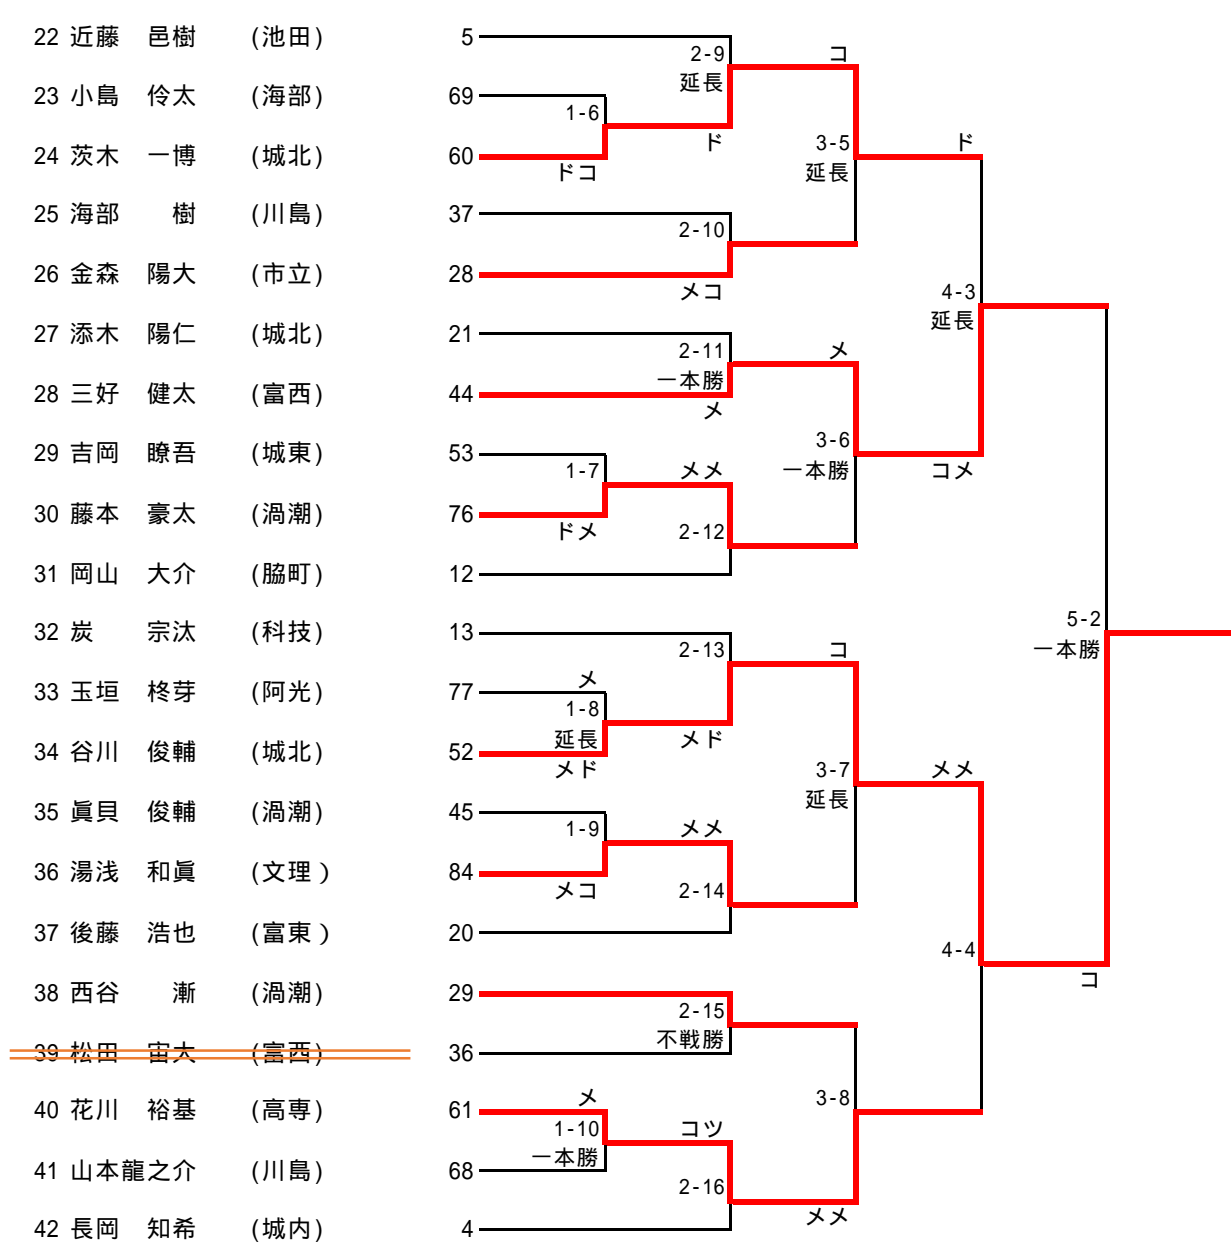 22 近藤 邑樹 (池田) 5
2-9 コ
延長
23 小島 伶太 (海部) 69
1-6
ド 3-5 ド
24 茨木 一博 (城北) 60
ドコ 延長
25 海部 樹 (川島) 37
2-10
26 金森 陽大 (市立) 28
メコ 4-3
延長
27 添木 陽仁 (城北) 21
2-11 メ
一本勝
28 三好 健太 (富西) 44
メ
3-6
29 吉岡 瞭吾 (城東) 53
1-7 メメ 一本勝 コメ
30 藤本 豪太 (渦潮) 76
ドメ 2-12
31 岡山 大介 (脇町) 12
5-2
32 炭 宗汰 (科技) 13
2-13 コ 一本勝
メ
33 玉垣 柊芽 (阿光) 77
1-8
延長 メド
34 谷川 俊輔 (城北) 52
メド 3-7 メメ
延長
35 眞貝 俊輔 (渦潮) 45
1-9 メメ
36 湯浅 和眞 (文理) 84
メコ 2-14
37 後藤 浩也 (富東) 20
4-4
コ
38 西谷 漸 (渦潮) 29
2-15
不戦勝
39 松田 宙大 (富西) 36
メ 3-8
40 花川 裕基 (高専) 61
1-10 コツ
一本勝
41 山本龍之介 (川島) 68
2-16
メメ
42 長岡 知希 (城内) 4